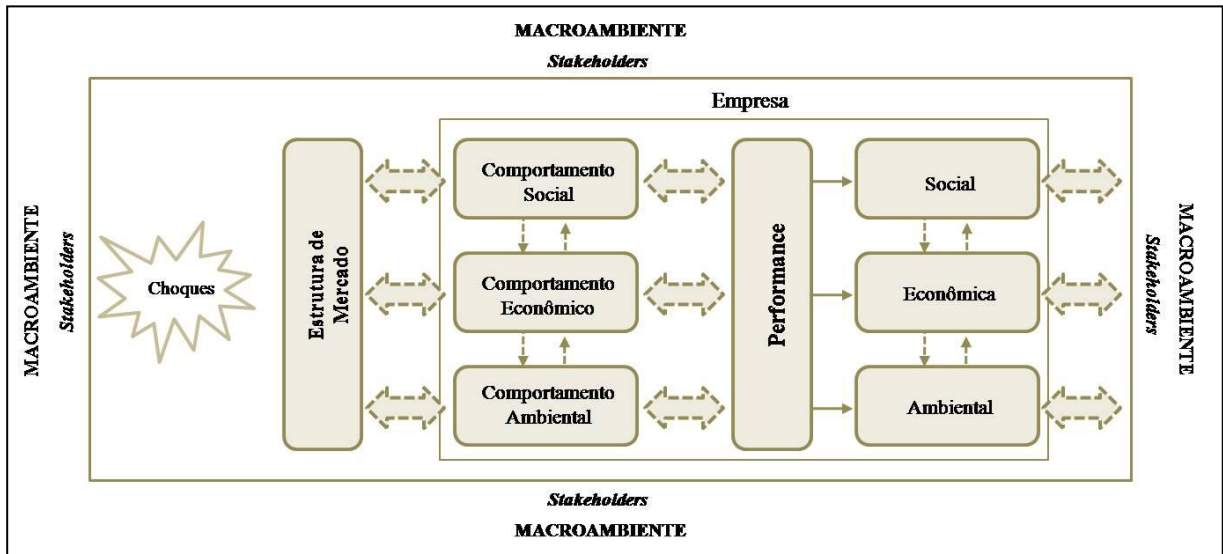 MACROAMBIENTE
Stakeholders
Empresa
MACROAMBIENTE
Stakeholders
Choques
Estrutura de
Mercado
Comportamento
Social
Comportamento
Econômico
Comportamento
Ambiental
Performance
Social
Econômica
Ambiental
Stakeholders
MACROAMBIENTE
Stakeholders
MACROAMBIENTE